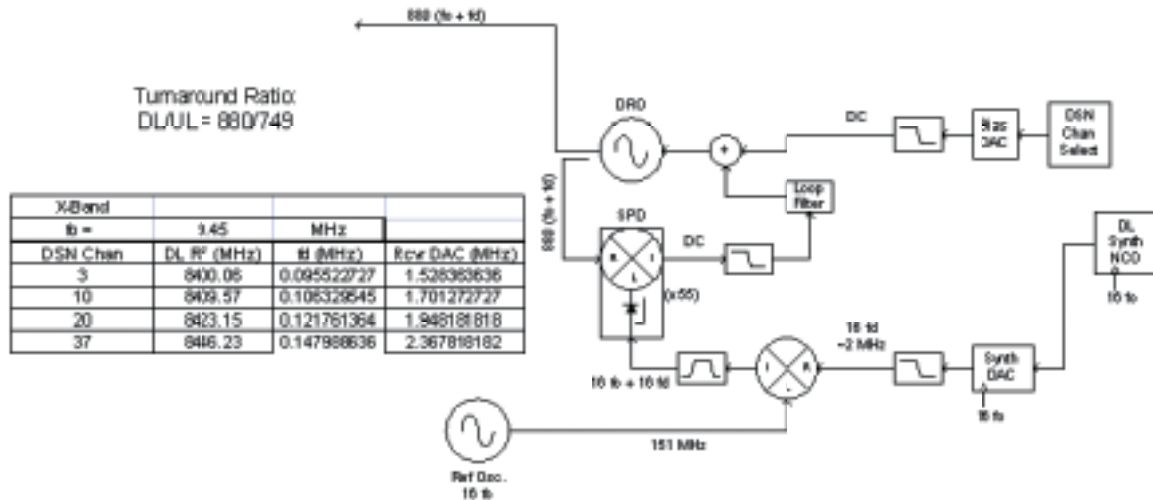 880 (fo + fd)
Turnaround Ratio:
DL/UL = 880/749
DRO
DC
Bias
DAC
DSN
Chan
Select
+
Loop
Filter
880 (fo + fd)
SPD
R
I
L
DC
(x55)
X-Band
fo = 9.45 MHz
DSN Chan DL RF (MHz) fd (MHz) Rcvr DAC (MHz)
3 8400.06 0.095522727 1.528363636
10 8409.57 0.106329545 1.701272727
20 8423.15 0.121761364 1.948181818
37 8446.23 0.147988636 2.367818182
DL
Synth
NCO
16 fo
16 fd
~2 MHz
I
R
Synth
DAC
16 fo
16 fo + 16 fd
151 MHz
Ref Osc.
16 fo